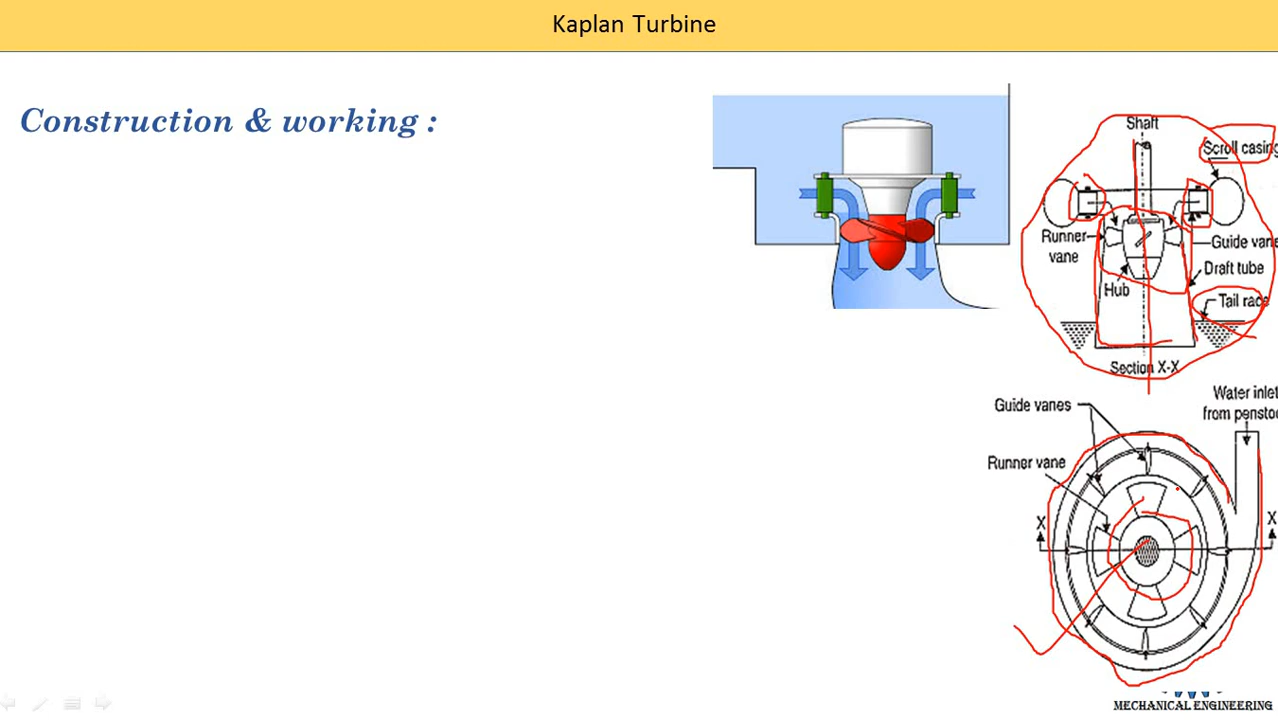 Kaplan Turbine
Construction & working :
Shaft
Scroll casing
Runner
vane
Guide vane
Draft tube
Hub
Tail race
Section X-X
Water inlet
from penstoc
Guide vanes
Runner vane
X
X
MECHANICAL ENGINEERING